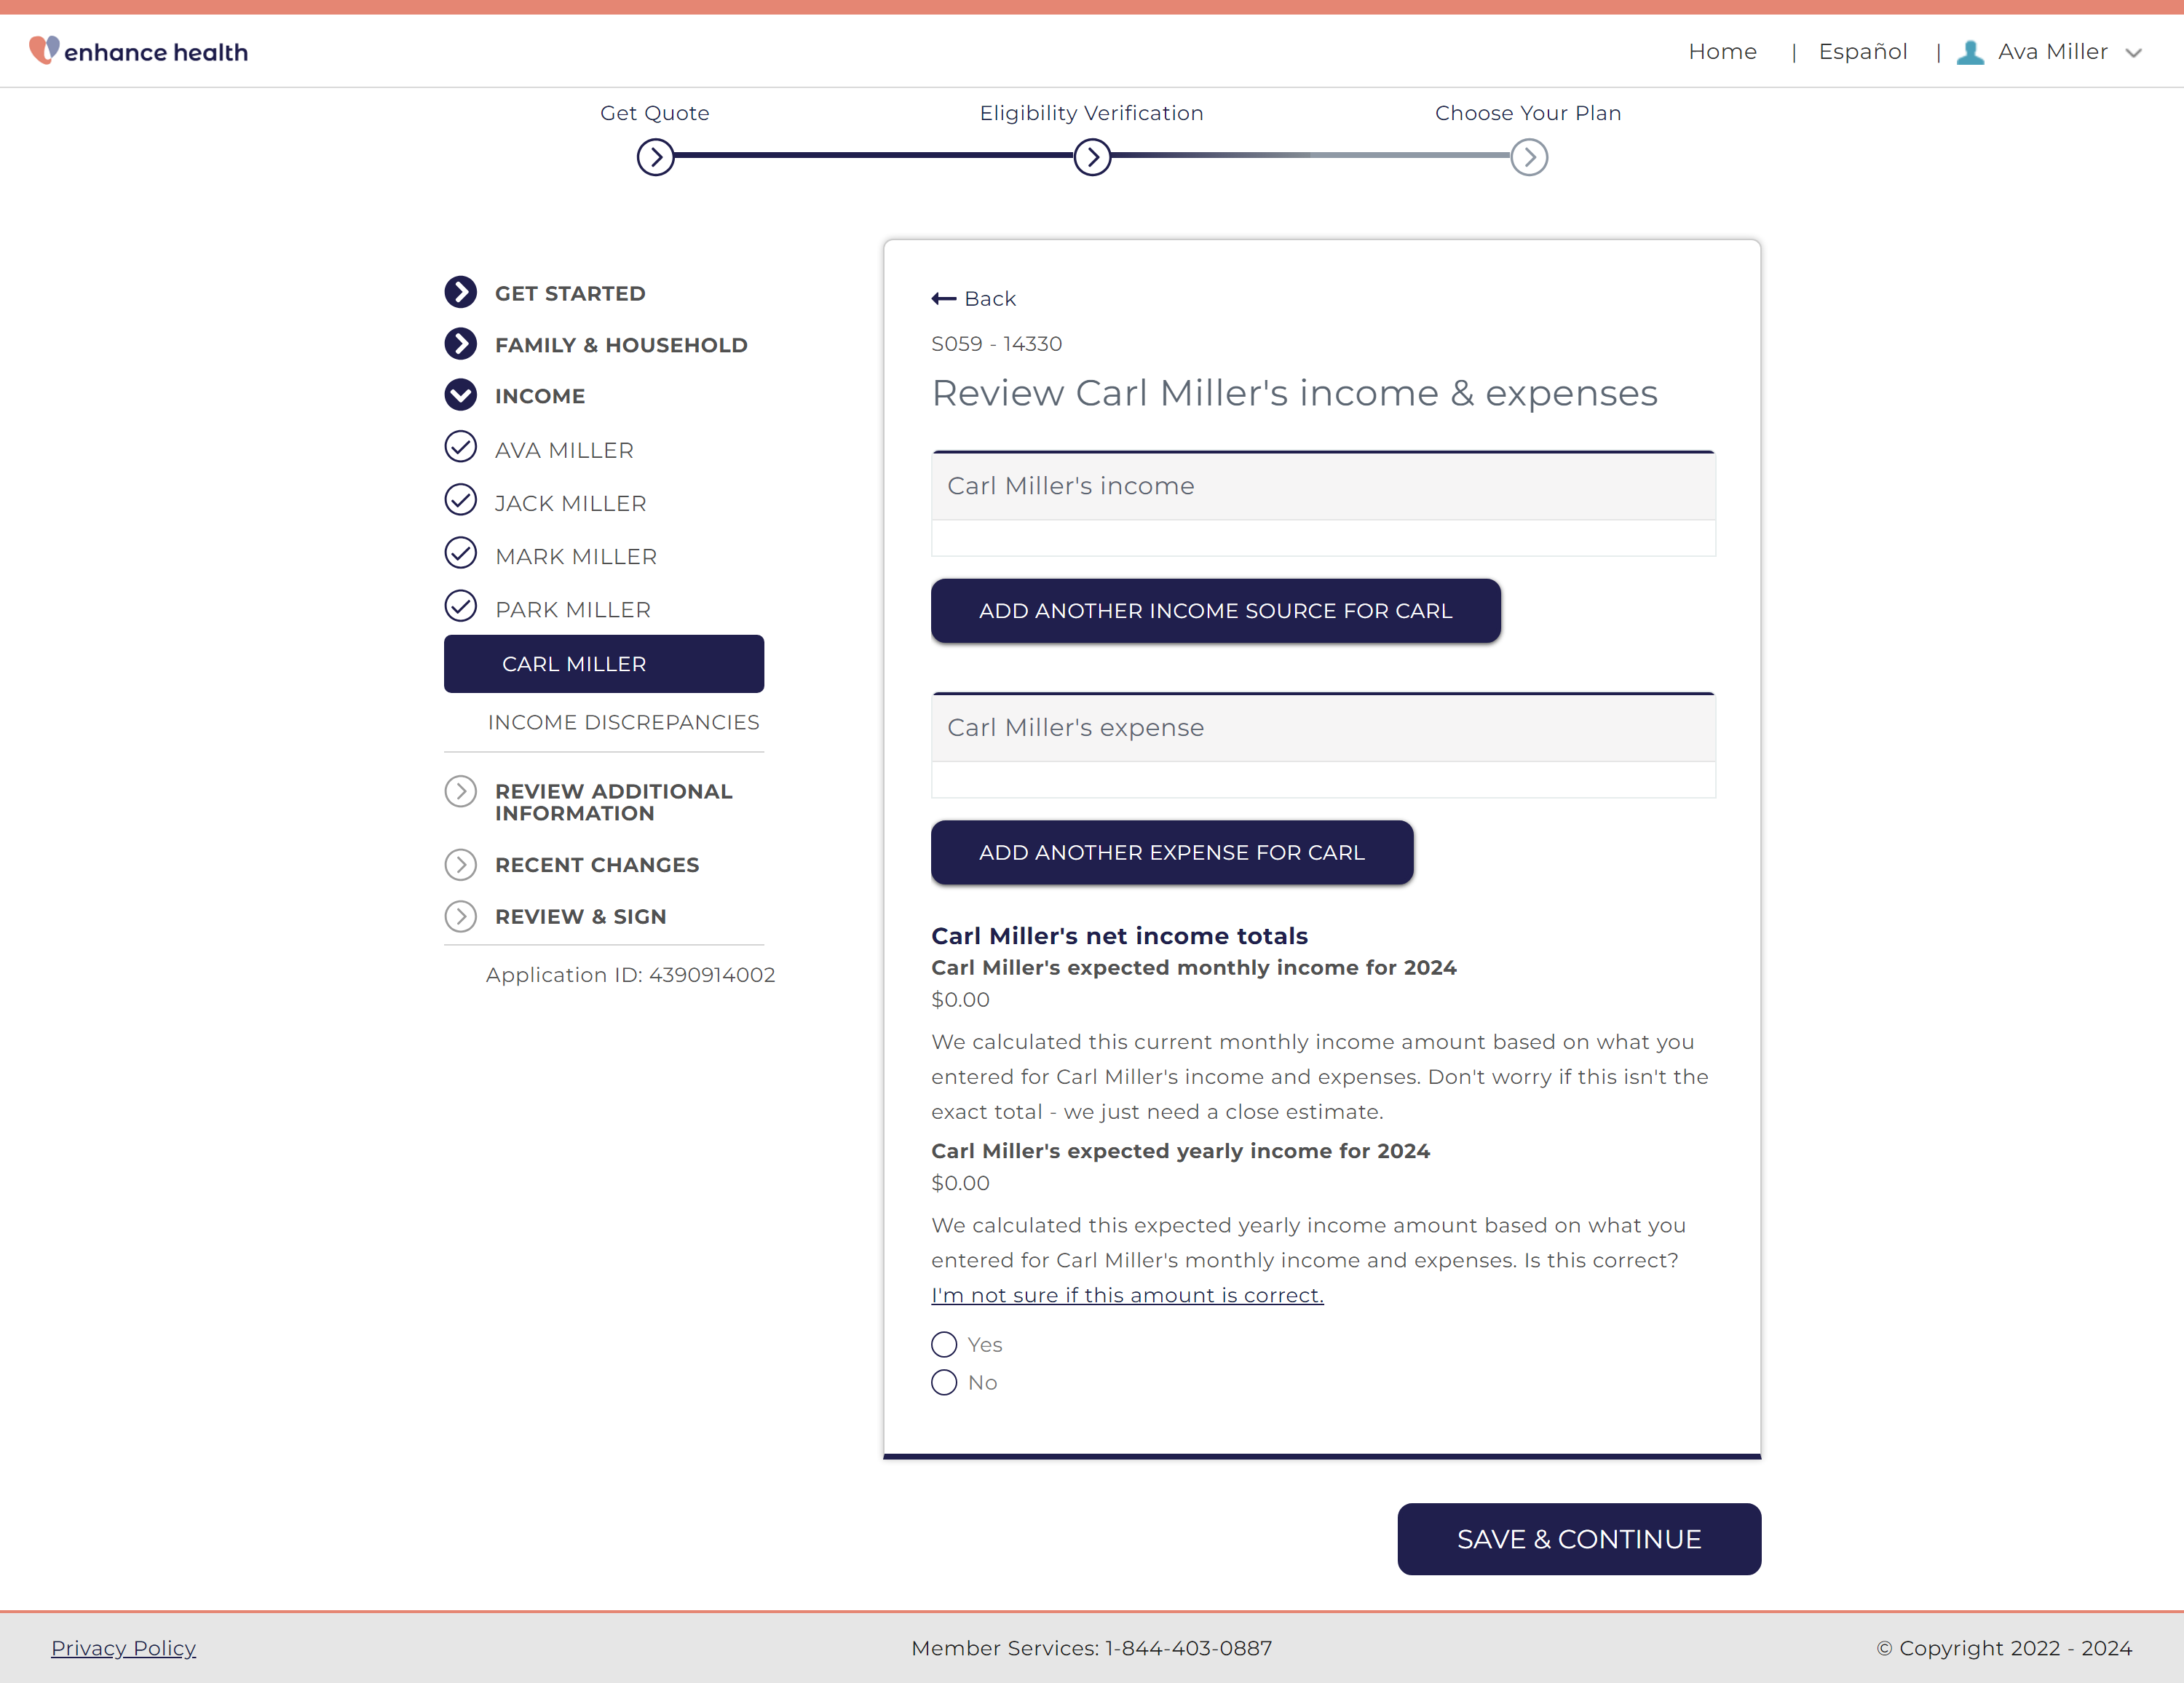 enhance health
Home | Español | Ava Miller
Get Quote
Eligibility Verification
Choose Your Plan
GET STARTED
FAMILY & HOUSEHOLD
INCOME
AVA MILLER
JACK MILLER
MARK MILLER
PARK MILLER
CARL MILLER
INCOME DISCREPANCIES
REVIEW ADDITIONAL
INFORMATION
RECENT CHANGES
REVIEW & SIGN
Application ID: 4390914002
Back
S059 - 14330
Review Carl Miller's income & expenses
Carl Miller's income
ADD ANOTHER INCOME SOURCE FOR CARL
Carl Miller's expense
ADD ANOTHER EXPENSE FOR CARL
Carl Miller's net income totals
Carl Miller's expected monthly income for 2024
$0.00
We calculated this current monthly income amount based on what you
entered for Carl Miller's income and expenses. Don't worry if this isn't the
exact total - we just need a close estimate.
Carl Miller's expected yearly income for 2024
$0.00
We calculated this expected yearly income amount based on what you
entered for Carl Miller's monthly income and expenses. Is this correct?
I'm not sure if this amount is correct.
Yes
No
SAVE & CONTINUE
Privacy Policy
Member Services: 1-844-403-0887
© Copyright 2022 - 2024